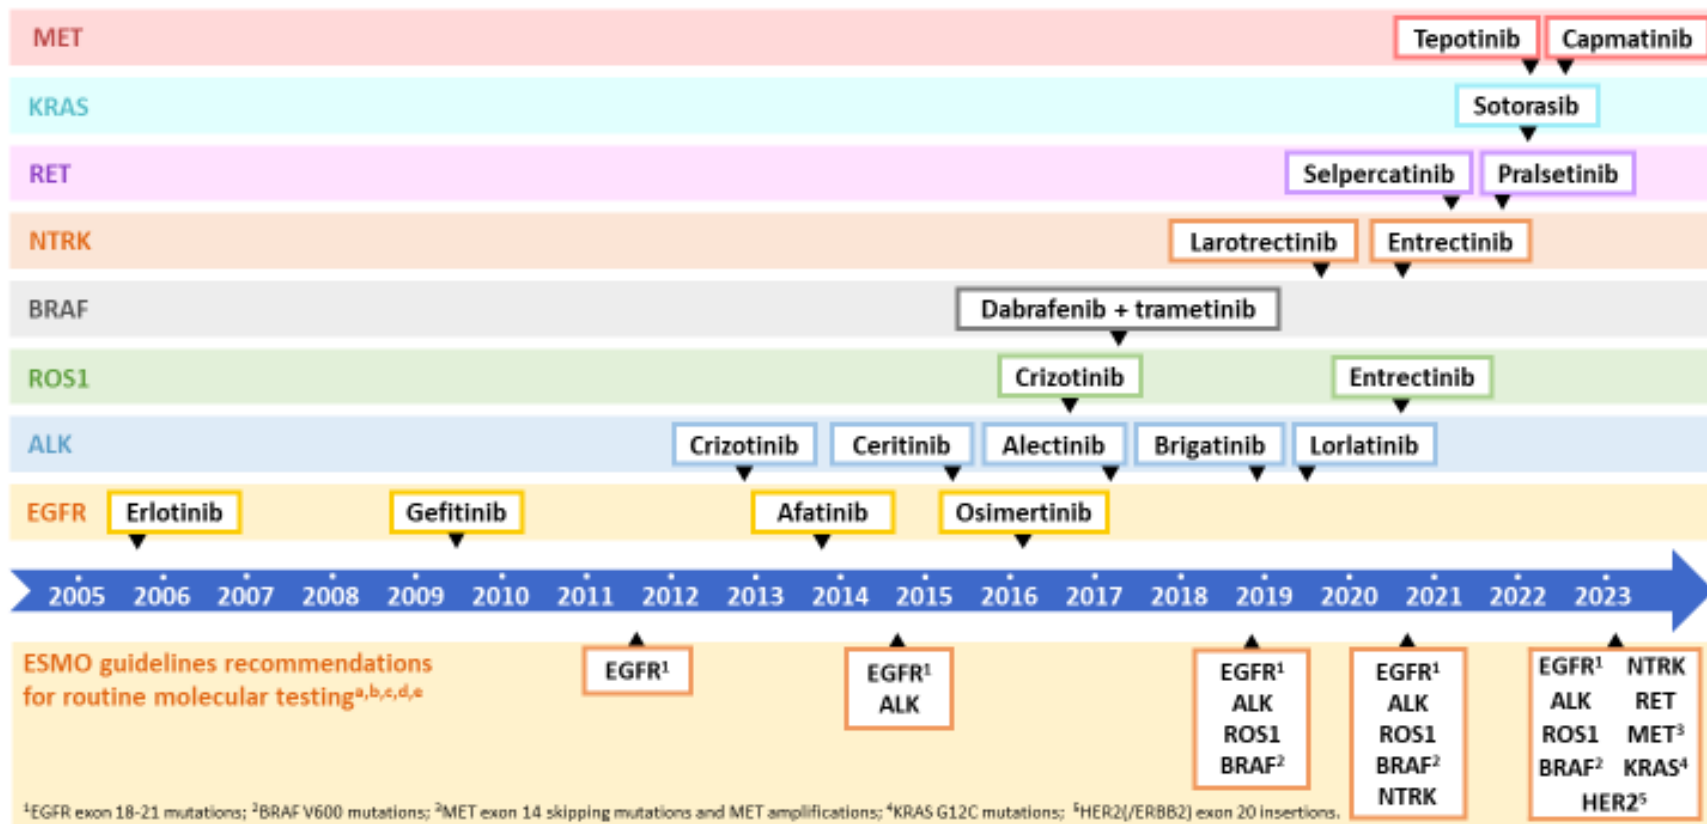 MET Tepotinib Capmatinib
KRAS Sotorasib
RET Selpercatinib Pralsetinib
NTRK Larotrectinib Entrectinib
BRAF Dabrafenib + trametinib
ROS1 Crizotinib Entrectinib
ALK Crizotinib Ceritinib Alectinib Brigatinib Lorlatinib
EGFR Erlotinib Gefitinib Afatinib Osimertinib
2005 2006 2007 2008 2009 2010 2011 2012 2013 2014 2015 2016 2017 2018 2019 2020 2021 2022 2023
ESMO guidelines recommendations
for routine molecular testingᵃ,ᵇ,ᶜ,ᵈ,ᵉ
EGFR¹
EGFR¹
ALK
EGFR¹
ALK
ROS1
BRAF²
EGFR¹
ALK
ROS1
BRAF²
NTRK
EGFR¹ NTRK
ALK RET
ROS1 MET³
BRAF² KRAS⁴
HER2⁵
¹EGFR exon 18-21 mutations; ²BRAF V600 mutations; ³MET exon 14 skipping mutations and MET amplifications; ⁴KRAS G12C mutations; ⁵HER2(/ERBB2) exon 20 insertions.